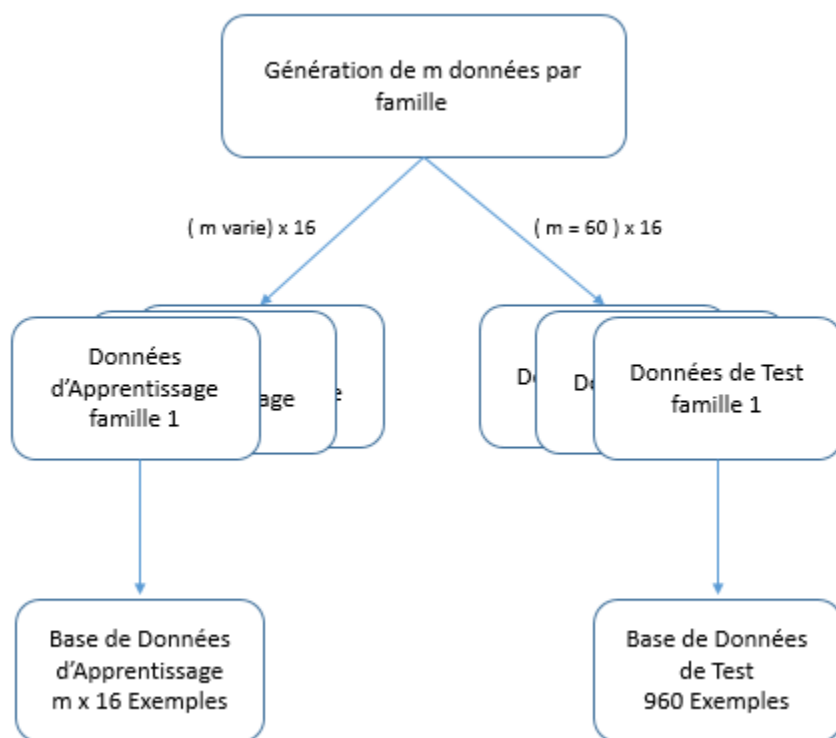 Génération de m données par
famille
( m varie) x 16
( m = 60 ) x 16
Données
d'Apprentissage
famille 1
Données de Test
famille 1
Base de Données
d'Apprentissage
m x 16 Exemples
Base de Données
de Test
960 Exemples